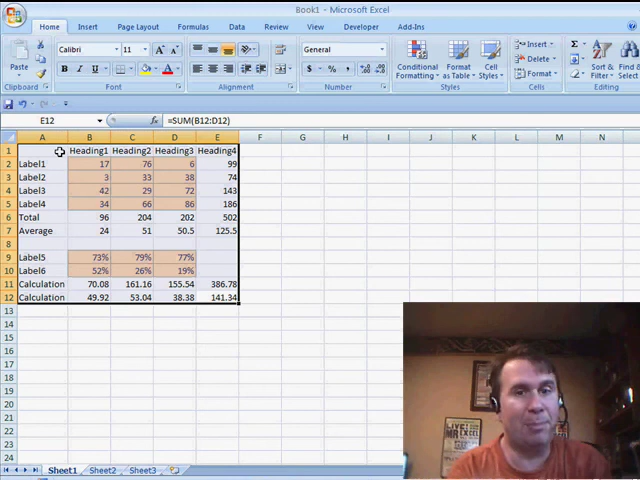 Book1 - Microsoft Excel
Home Insert Page Layout Formulas Data Review View Developer Add-Ins
Paste Calibri 11 General Conditional Formatting Format as Table Cell Styles Insert Delete Format Sort & Filter Find & Select
Clipboard Font Alignment Number Styles Cells Editing
E12 =SUM(B12:D12)
A B C D E F G H I J K L M N
1 Heading1 Heading2 Heading3 Heading4
2 Label1 17 76 6 99
3 Label2 3 33 38 74
4 Label3 42 29 72 143
5 Label4 34 66 86 186
6 Total 96 204 202 502
7 Average 24 51 50.5 125.5
8
9 Label5 73% 79% 77%
10 Label6 52% 26% 19%
11 Calculation 70.08 161.16 155.54 386.78
12 Calculation 49.92 53.04 38.38 141.34
13
14
15
16
17
18
19
20
21
22
23
24
LIVE
MR EXCEL
Sheet1 Sheet2 Sheet3